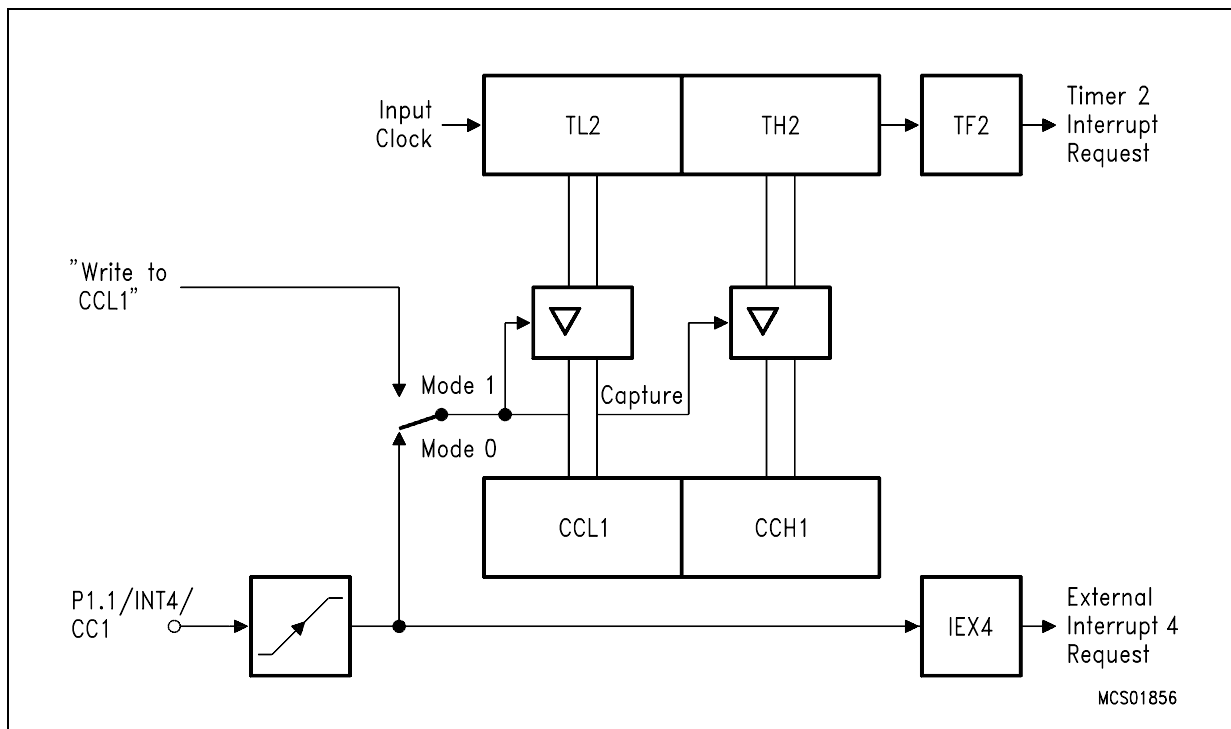 Input
Clock
TL2
TH2
TF2
Timer 2
Interrupt
Request
"Write to
CCL1"
Mode 1
Capture
Mode 0
CCL1
CCH1
P1.1/INT4/
CC1
IEX4
External
Interrupt 4
Request
MCS01856